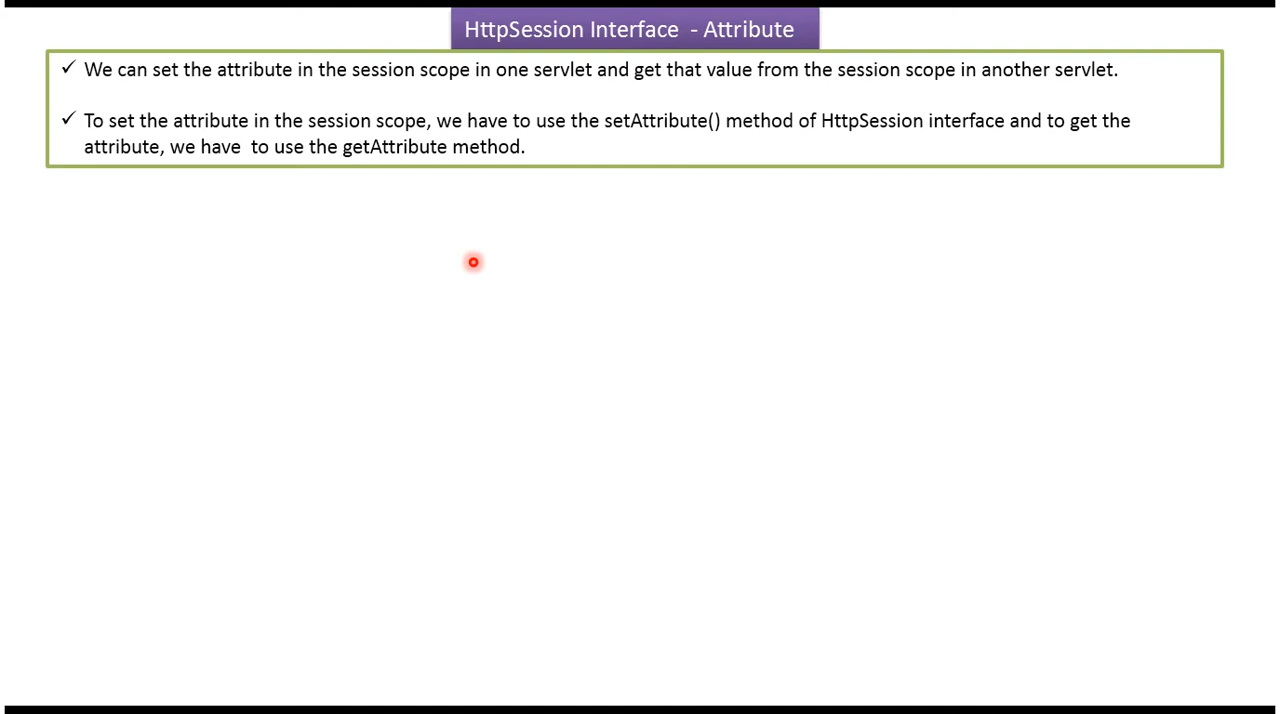 HttpSession Interface - Attribute
✓ We can set the attribute in the session scope in one servlet and get that value from the session scope in another servlet.
✓ To set the attribute in the session scope, we have to use the setAttribute() method of HttpSession interface and to get the
attribute, we have to use the getAttribute method.